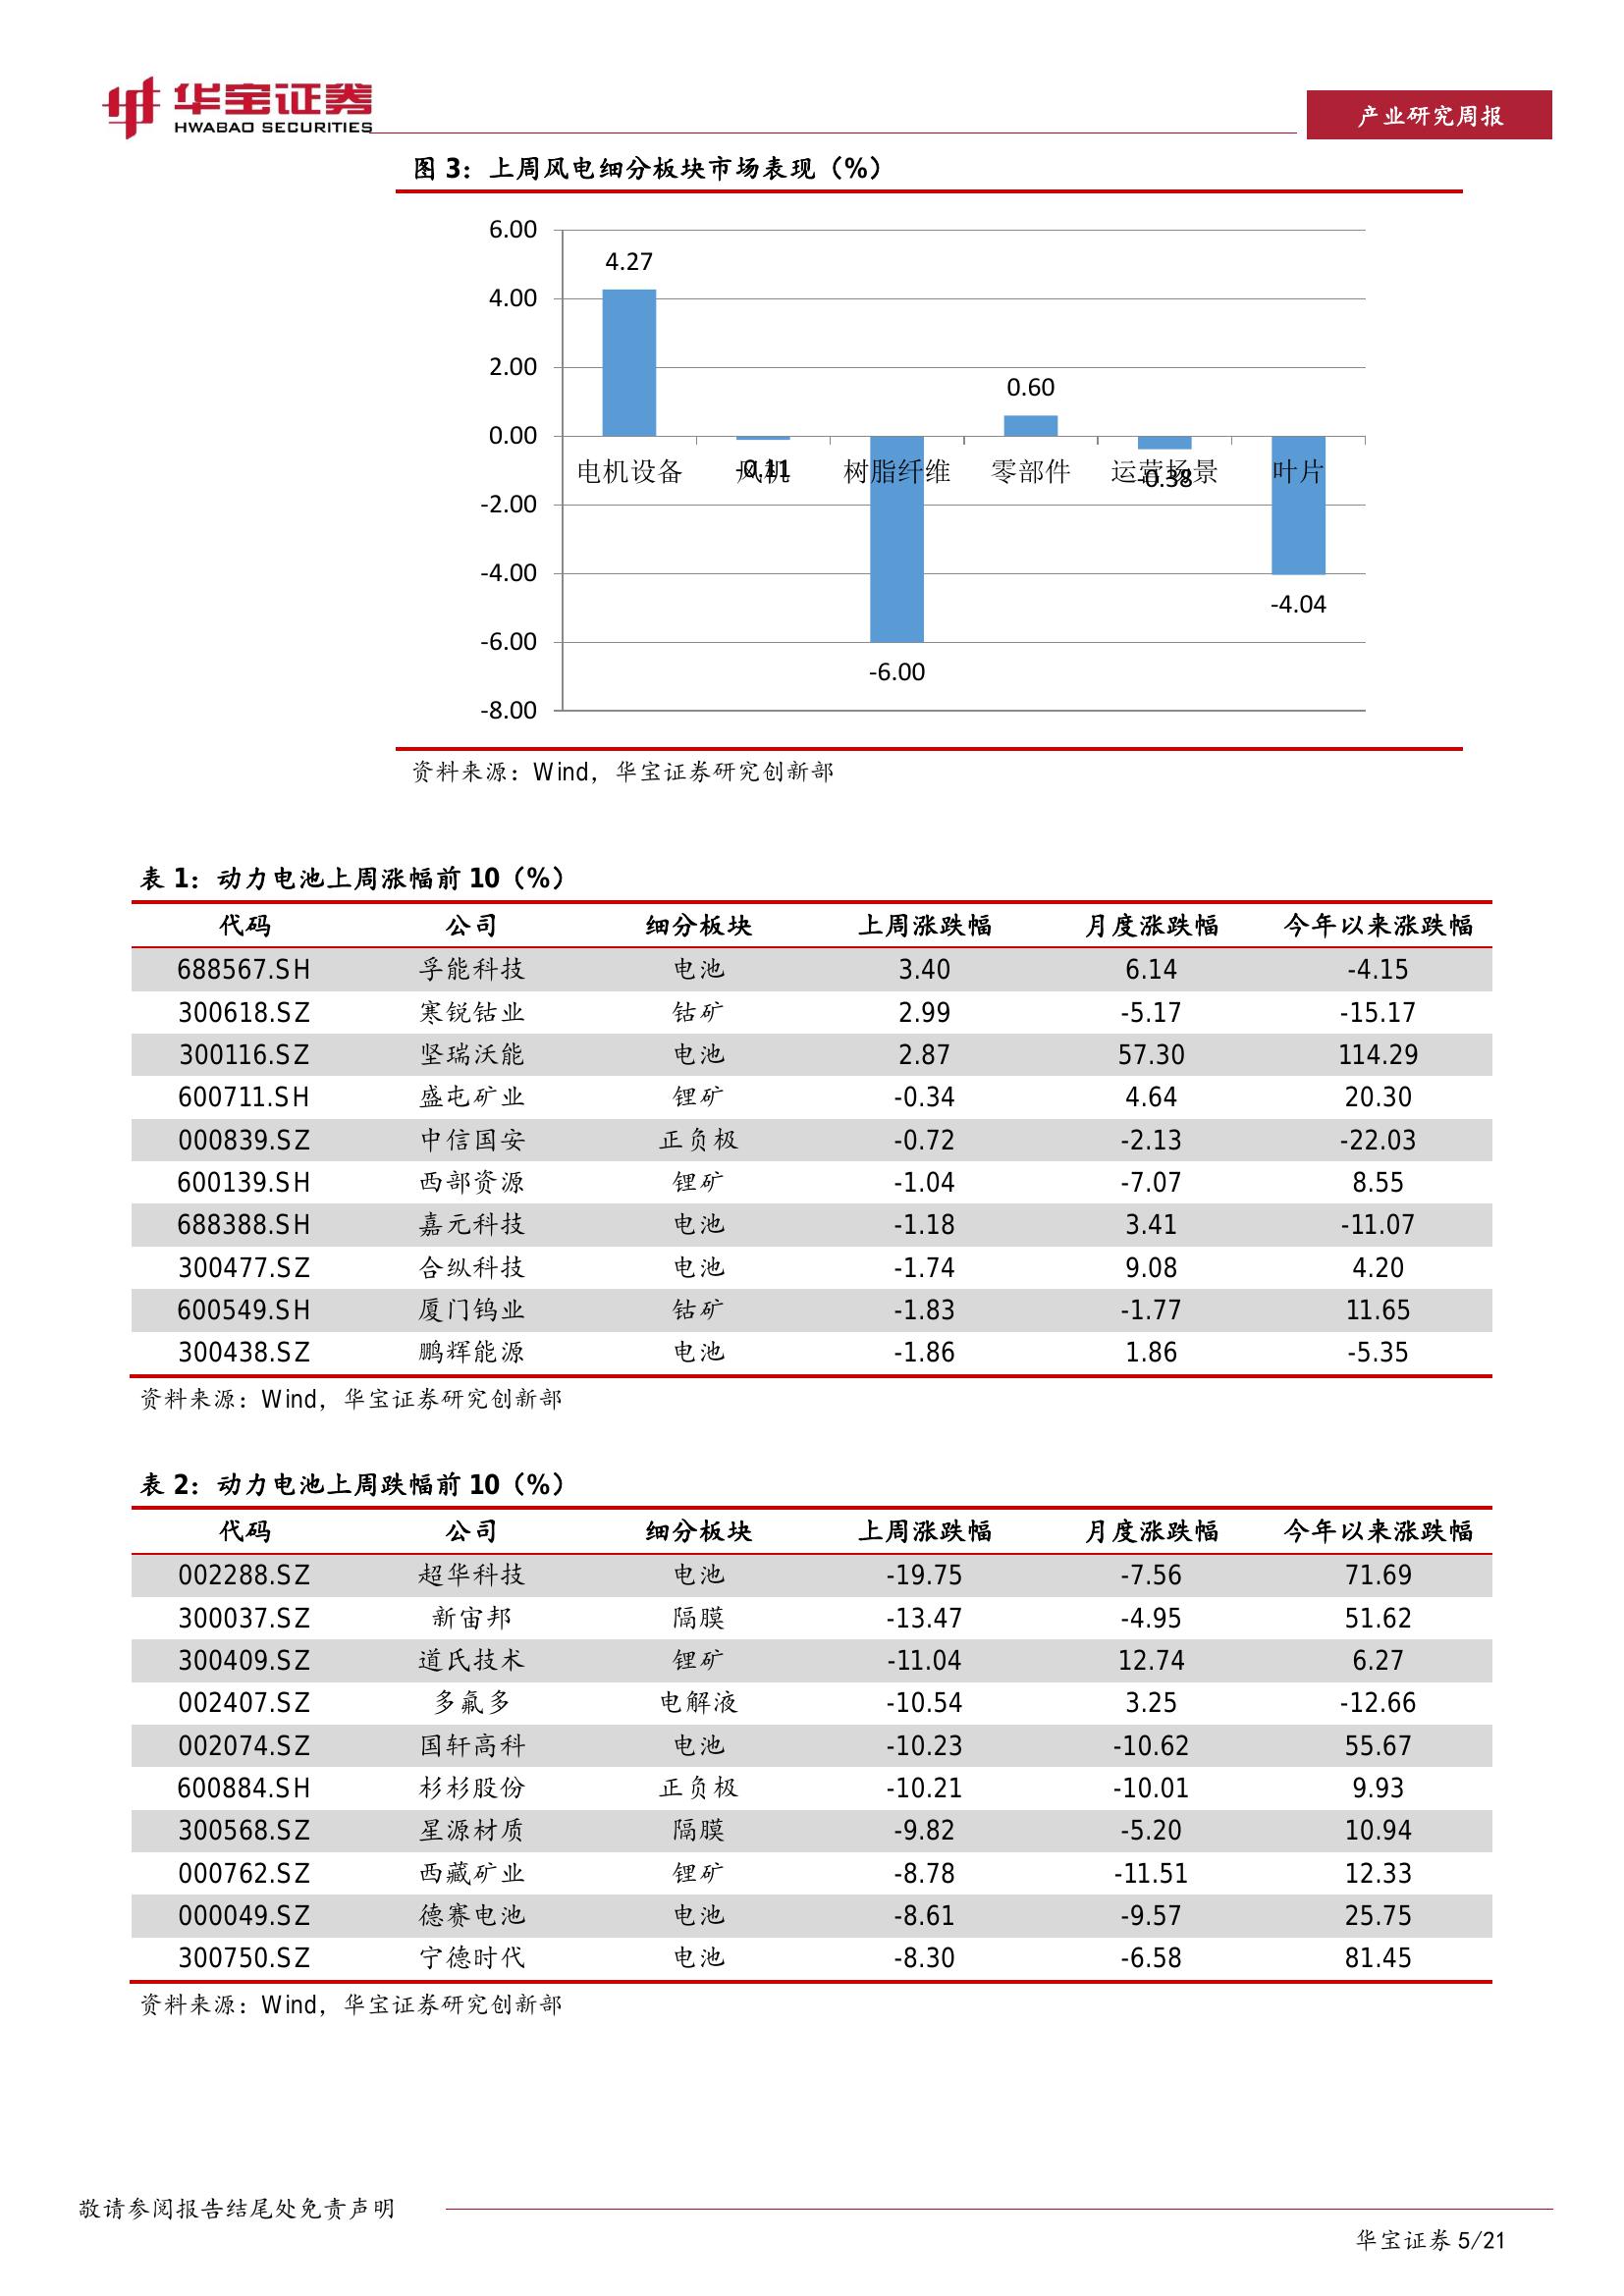 华宝证券
HWABAO SECURITIES
产业研究周报
图 3：上周风电细分板块市场表现（%）
6.00
4.00
2.00
0.00
-2.00
-4.00
-6.00
-8.00
4.27
-0.11
-6.00
0.60
-0.38
-4.04
电机设备 风机 树脂纤维 零部件 运营场景 叶片
资料来源：Wind，华宝证券研究创新部
表 1：动力电池上周涨幅前 10（%）
代码 公司 细分板块 上周涨跌幅 月度涨跌幅 今年以来涨跌幅
688567.SH 孚能科技 电池 3.40 6.14 -4.15
300618.SZ 寒锐钴业 钴矿 2.99 -5.17 -15.17
300116.SZ 坚瑞沃能 电池 2.87 57.30 114.29
600711.SH 盛屯矿业 锂矿 -0.34 4.64 20.30
000839.SZ 中信国安 正负极 -0.72 -2.13 -22.03
600139.SH 西部资源 锂矿 -1.04 -7.07 8.55
688388.SH 嘉元科技 电池 -1.18 3.41 -11.07
300477.SZ 合纵科技 电池 -1.74 9.08 4.20
600549.SH 厦门钨业 钴矿 -1.83 -1.77 11.65
300438.SZ 鹏辉能源 电池 -1.86 1.86 -5.35
资料来源：Wind，华宝证券研究创新部
表 2：动力电池上周跌幅前 10（%）
代码 公司 细分板块 上周涨跌幅 月度涨跌幅 今年以来涨跌幅
002288.SZ 超华科技 电池 -19.75 -7.56 71.69
300037.SZ 新宙邦 隔膜 -13.47 -4.95 51.62
300409.SZ 道氏技术 锂矿 -11.04 12.74 6.27
002407.SZ 多氟多 电解液 -10.54 3.25 -12.66
002074.SZ 国轩高科 电池 -10.23 -10.62 55.67
600884.SH 杉杉股份 正负极 -10.21 -10.01 9.93
300568.SZ 星源材质 隔膜 -9.82 -5.20 10.94
000762.SZ 西藏矿业 锂矿 -8.78 -11.51 12.33
000049.SZ 德赛电池 电池 -8.61 -9.57 25.75
300750.SZ 宁德时代 电池 -8.30 -6.58 81.45
资料来源：Wind，华宝证券研究创新部
敬请参阅报告结尾处免责声明
华宝证券 5/21